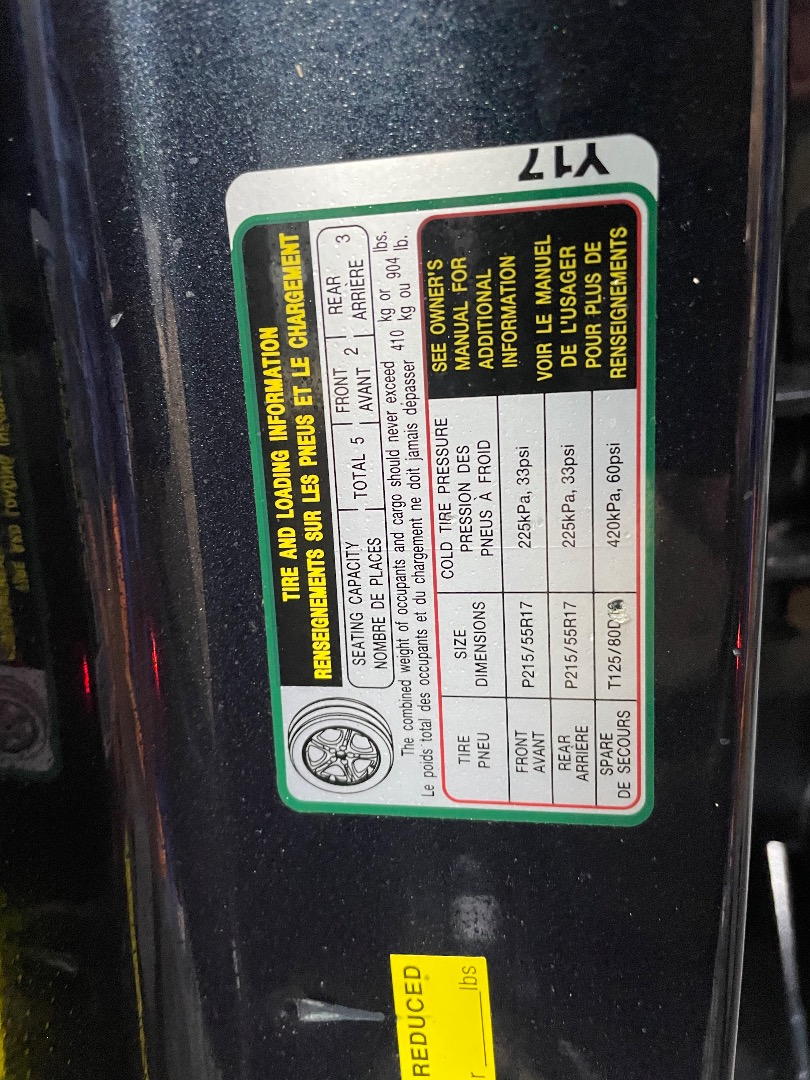 TIRE AND LOADING INFORMATION
RENSEIGNEMENTS SUR LES PNEUS ET LE CHARGEMENT
SEATING CAPACITY TOTAL 5 FRONT 2 REAR 3
NOMBRE DE PLACES AVANT ARRIÈRE
The combined weight of occupants and cargo should never exceed 410 kg or lbs.
Le poids total des occupants et du chargement ne doit jamais dépasser kg ou 904 lb.
TIRE SIZE COLD TIRE PRESSURE
PNEU DIMENSIONS PRESSION DES
PNEUS À FROID
FRONT P215/55R17 225kPa, 33psi
AVANT
REAR P215/55R17 225kPa, 33psi
ARRIÈRE
SPARE T125/80D 420kPa, 60psi
DE SECOURS
SEE OWNER'S
MANUAL FOR
ADDITIONAL
INFORMATION
VOIR LE MANUEL
DE L'USAGER
POUR PLUS DE
RENSEIGNEMENTS
Y17
REDUCED
r ____ lbs